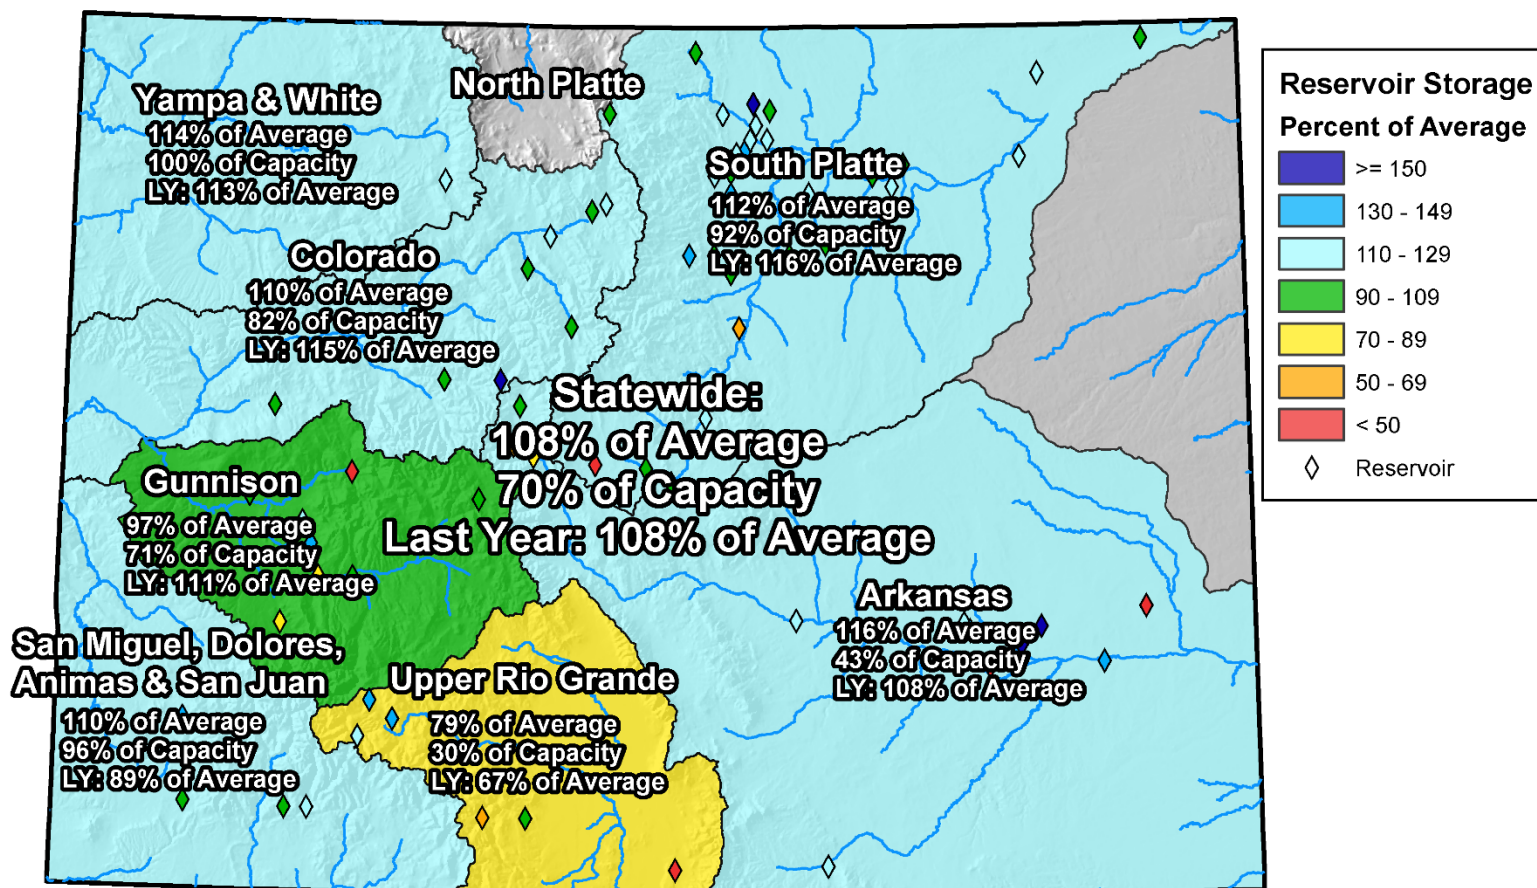 North Platte
Yampa & White
114% of Average
100% of Capacity
LY: 113% of Average
South Platte
112% of Average
92% of Capacity
LY: 116% of Average
Colorado
110% of Average
82% of Capacity
LY: 115% of Average
Statewide:
108% of Average
70% of Capacity
Last Year: 108% of Average
Gunnison
97% of Average
71% of Capacity
LY: 111% of Average
Arkansas
116% of Average
43% of Capacity
LY: 108% of Average
San Miguel, Dolores,
Animas & San Juan
110% of Average
96% of Capacity
LY: 89% of Average
Upper Rio Grande
79% of Average
30% of Capacity
LY: 67% of Average
Reservoir Storage
Percent of Average
>= 150
130 - 149
110 - 129
90 - 109
70 - 89
50 - 69
< 50
Reservoir